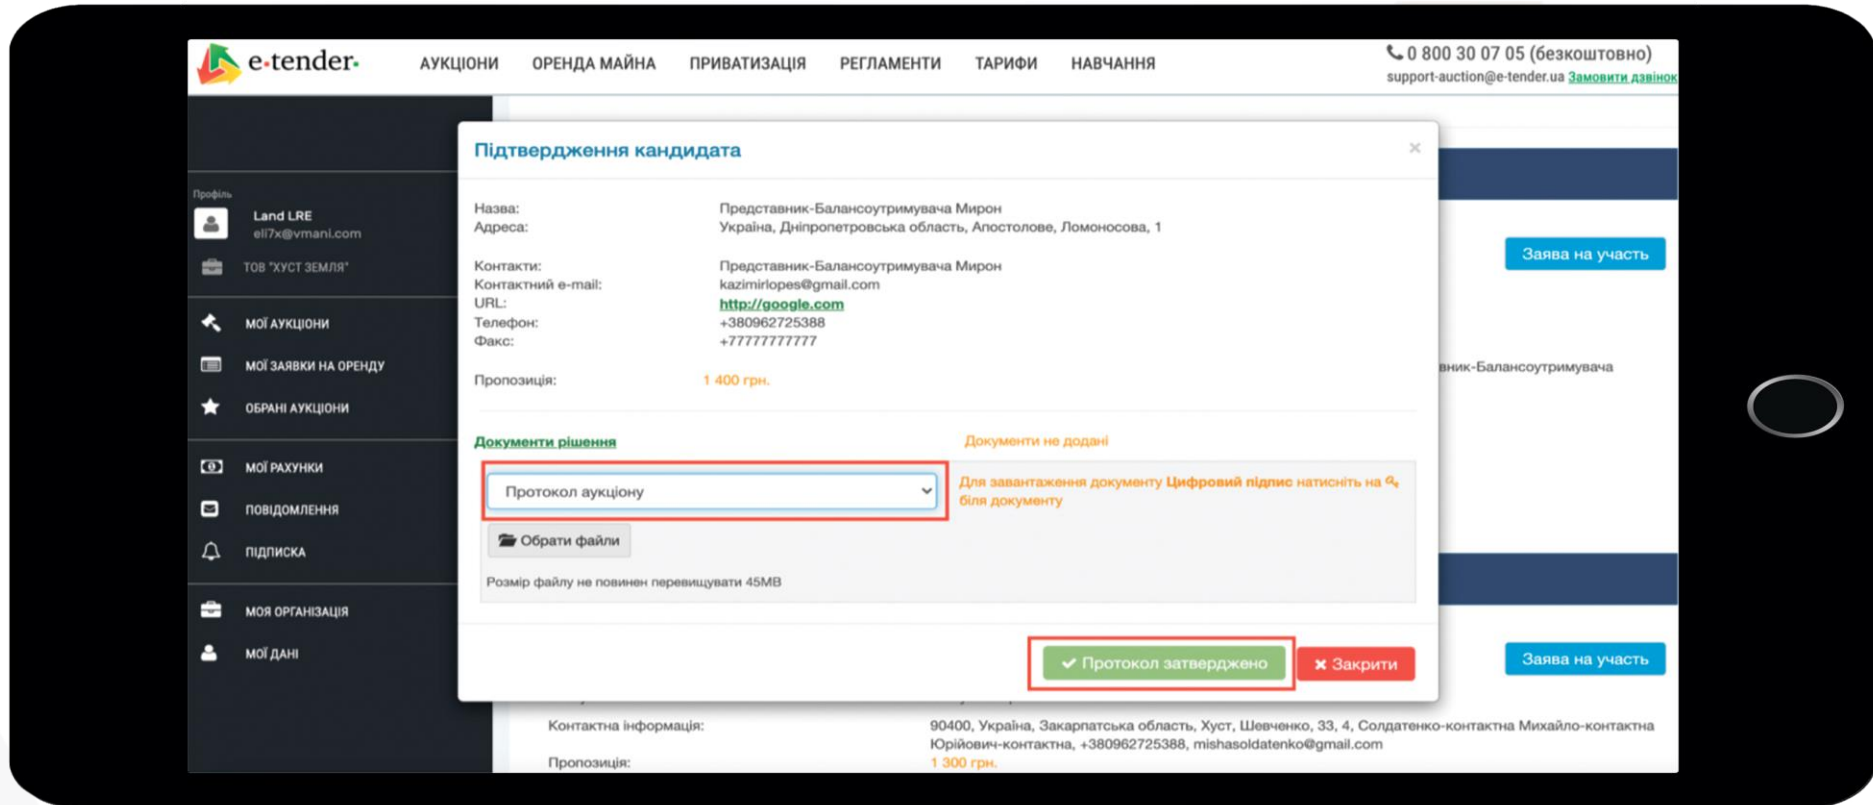 e-tender.
АУКЦІОНИ ОРЕНДА МАЙНА ПРИВАТИЗАЦІЯ РЕГЛАМЕНТИ ТАРИФИ НАВЧАННЯ
0 800 30 07 05 (безкоштовно)
support-auction@e-tender.ua Замовити дзвінок
Профіль
Land LRE
eli7x@vmani.com
ТОВ "ХУСТ ЗЕМЛЯ"
МОЇ АУКЦІОНИ
МОЇ ЗАЯВКИ НА ОРЕНДУ
ОБРАНІ АУКЦІОНИ
МОЇ РАХУНКИ
ПОВІДОМЛЕННЯ
ПІДПИСКА
МОЯ ОРГАНІЗАЦІЯ
МОЇ ДАНІ
Підтвердження кандидата ×
Назва: Представник-Балансоутримувача Мирон
Адреса: Україна, Дніпропетровська область, Апостолове, Ломоносова, 1
Контакти: Представник-Балансоутримувача Мирон
Контактний e-mail: kazimirlopes@gmail.com
URL: http://google.com
Телефон: +380962725388
Факс: +77777777777
Пропозиція: 1 400 грн.
Документи рішення Документи не додані
Протокол аукціону
Для завантаження документу Цифровий підпис натисніть на
біля документу
Обрати файли
Розмір файлу не повинен перевищувати 45MB
Протокол затверджено Закрити
Заява на участь
вник-Балансоутримувача
Заява на участь
Контактна інформація: 90400, Україна, Закарпатська область, Хуст, Шевченко, 33, 4, Солдатенко-контактна Михайло-контактна
Юрійович-контактна, +380962725388, mishasoldatenko@gmail.com
Пропозиція: 1 300 грн.